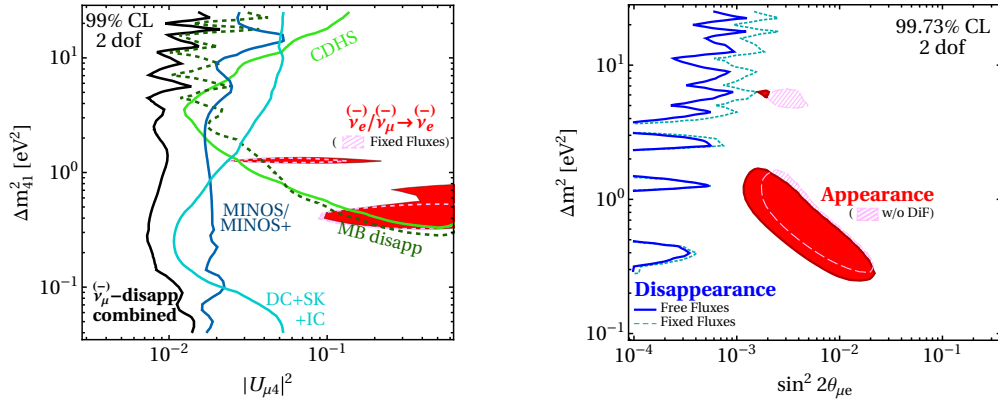 99% CL
2 dof
CDHS
(−) (−) (−)
νe/νμ→νe
( Fixed Fluxes)
MINOS/
MINOS+
MB disapp
DC+SK
+IC
(−)
νμ−disapp
combined
10¹
10⁰
10⁻¹
10⁻²
10⁻¹
Δm²₄₁ [eV²]
|Uμ4|²
99.73% CL
2 dof
Appearance
( w/o DiF)
Disappearance
Free Fluxes
Fixed Fluxes
10¹
10⁰
10⁻¹
10⁻⁴
10⁻³
10⁻²
10⁻¹
Δm² [eV²]
sin² 2θμe